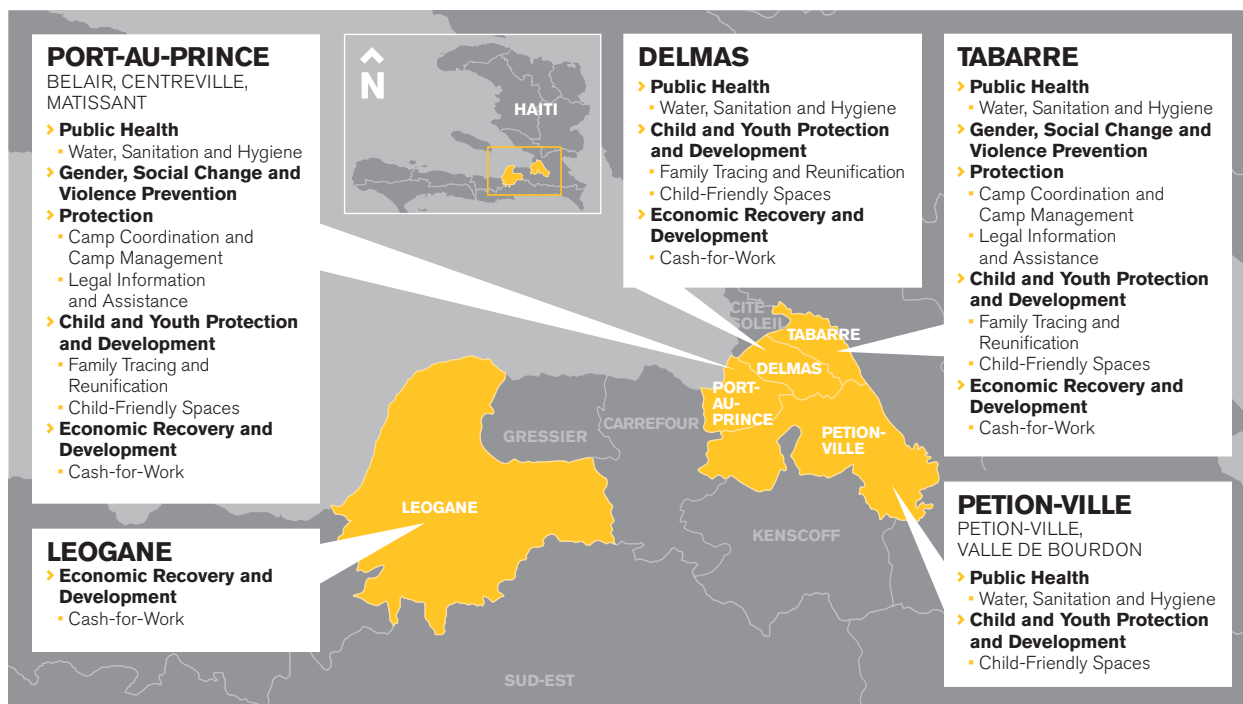 PORT-AU-PRINCE
BELAIR, CENTREVILLE,
MATISSANT
› Public Health
▪ Water, Sanitation and Hygiene
› Gender, Social Change and
Violence Prevention
› Protection
▪ Camp Coordination and
Camp Management
▪ Legal Information
and Assistance
› Child and Youth Protection
and Development
▪ Family Tracing and
Reunification
▪ Child-Friendly Spaces
› Economic Recovery and
Development
▪ Cash-for-Work
LEOGANE
› Economic Recovery and
Development
▪ Cash-for-Work
N
HAITI
DELMAS
› Public Health
▪ Water, Sanitation and Hygiene
› Child and Youth Protection
and Development
▪ Family Tracing and Reunification
▪ Child-Friendly Spaces
› Economic Recovery and
Development
▪ Cash-for-Work
TABARRE
› Public Health
▪ Water, Sanitation and Hygiene
› Gender, Social Change and
Violence Prevention
› Protection
▪ Camp Coordination and
Camp Management
▪ Legal Information
and Assistance
› Child and Youth Protection
and Development
▪ Family Tracing and
Reunification
▪ Child-Friendly Spaces
› Economic Recovery and
Development
▪ Cash-for-Work
PETION-VILLE
PETION-VILLE,
VALLE DE BOURDON
› Public Health
▪ Water, Sanitation and Hygiene
› Child and Youth Protection
and Development
▪ Child-Friendly Spaces
CITE
SOLEIL
TABARRE
DELMAS
PORT-
AU-
PRINCE
CARREFOUR
GRESSIER
PETION-
VILLE
LEOGANE
KENSCOFF
SUD-EST